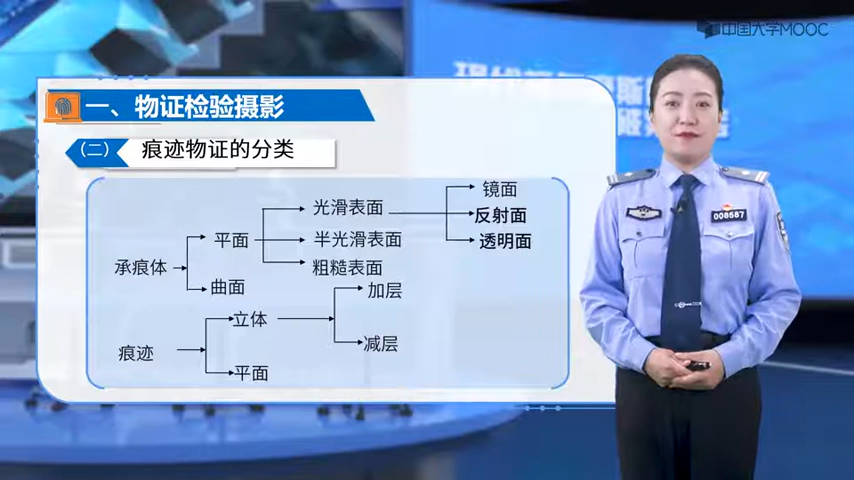 中国大学MOOC
一、物证检验摄影
（二）
痕迹物证的分类
承痕体
平面
曲面
光滑表面
半光滑表面
粗糙表面
镜面
反射面
透明面
痕迹
立体
平面
加层
减层
008587